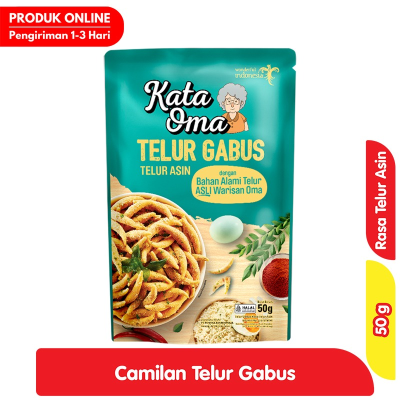 PRODUK ONLINE
Pengiriman 1-3 Hari
wonderful
indonesia
Kata
Oma
TELUR GABUS
TELUR ASIN
dengan
Bahan Alami Telur
ASLI Warisan Oma
HALAL
50g
Rasa Telur Asin
50 g
Camilan Telur Gabus